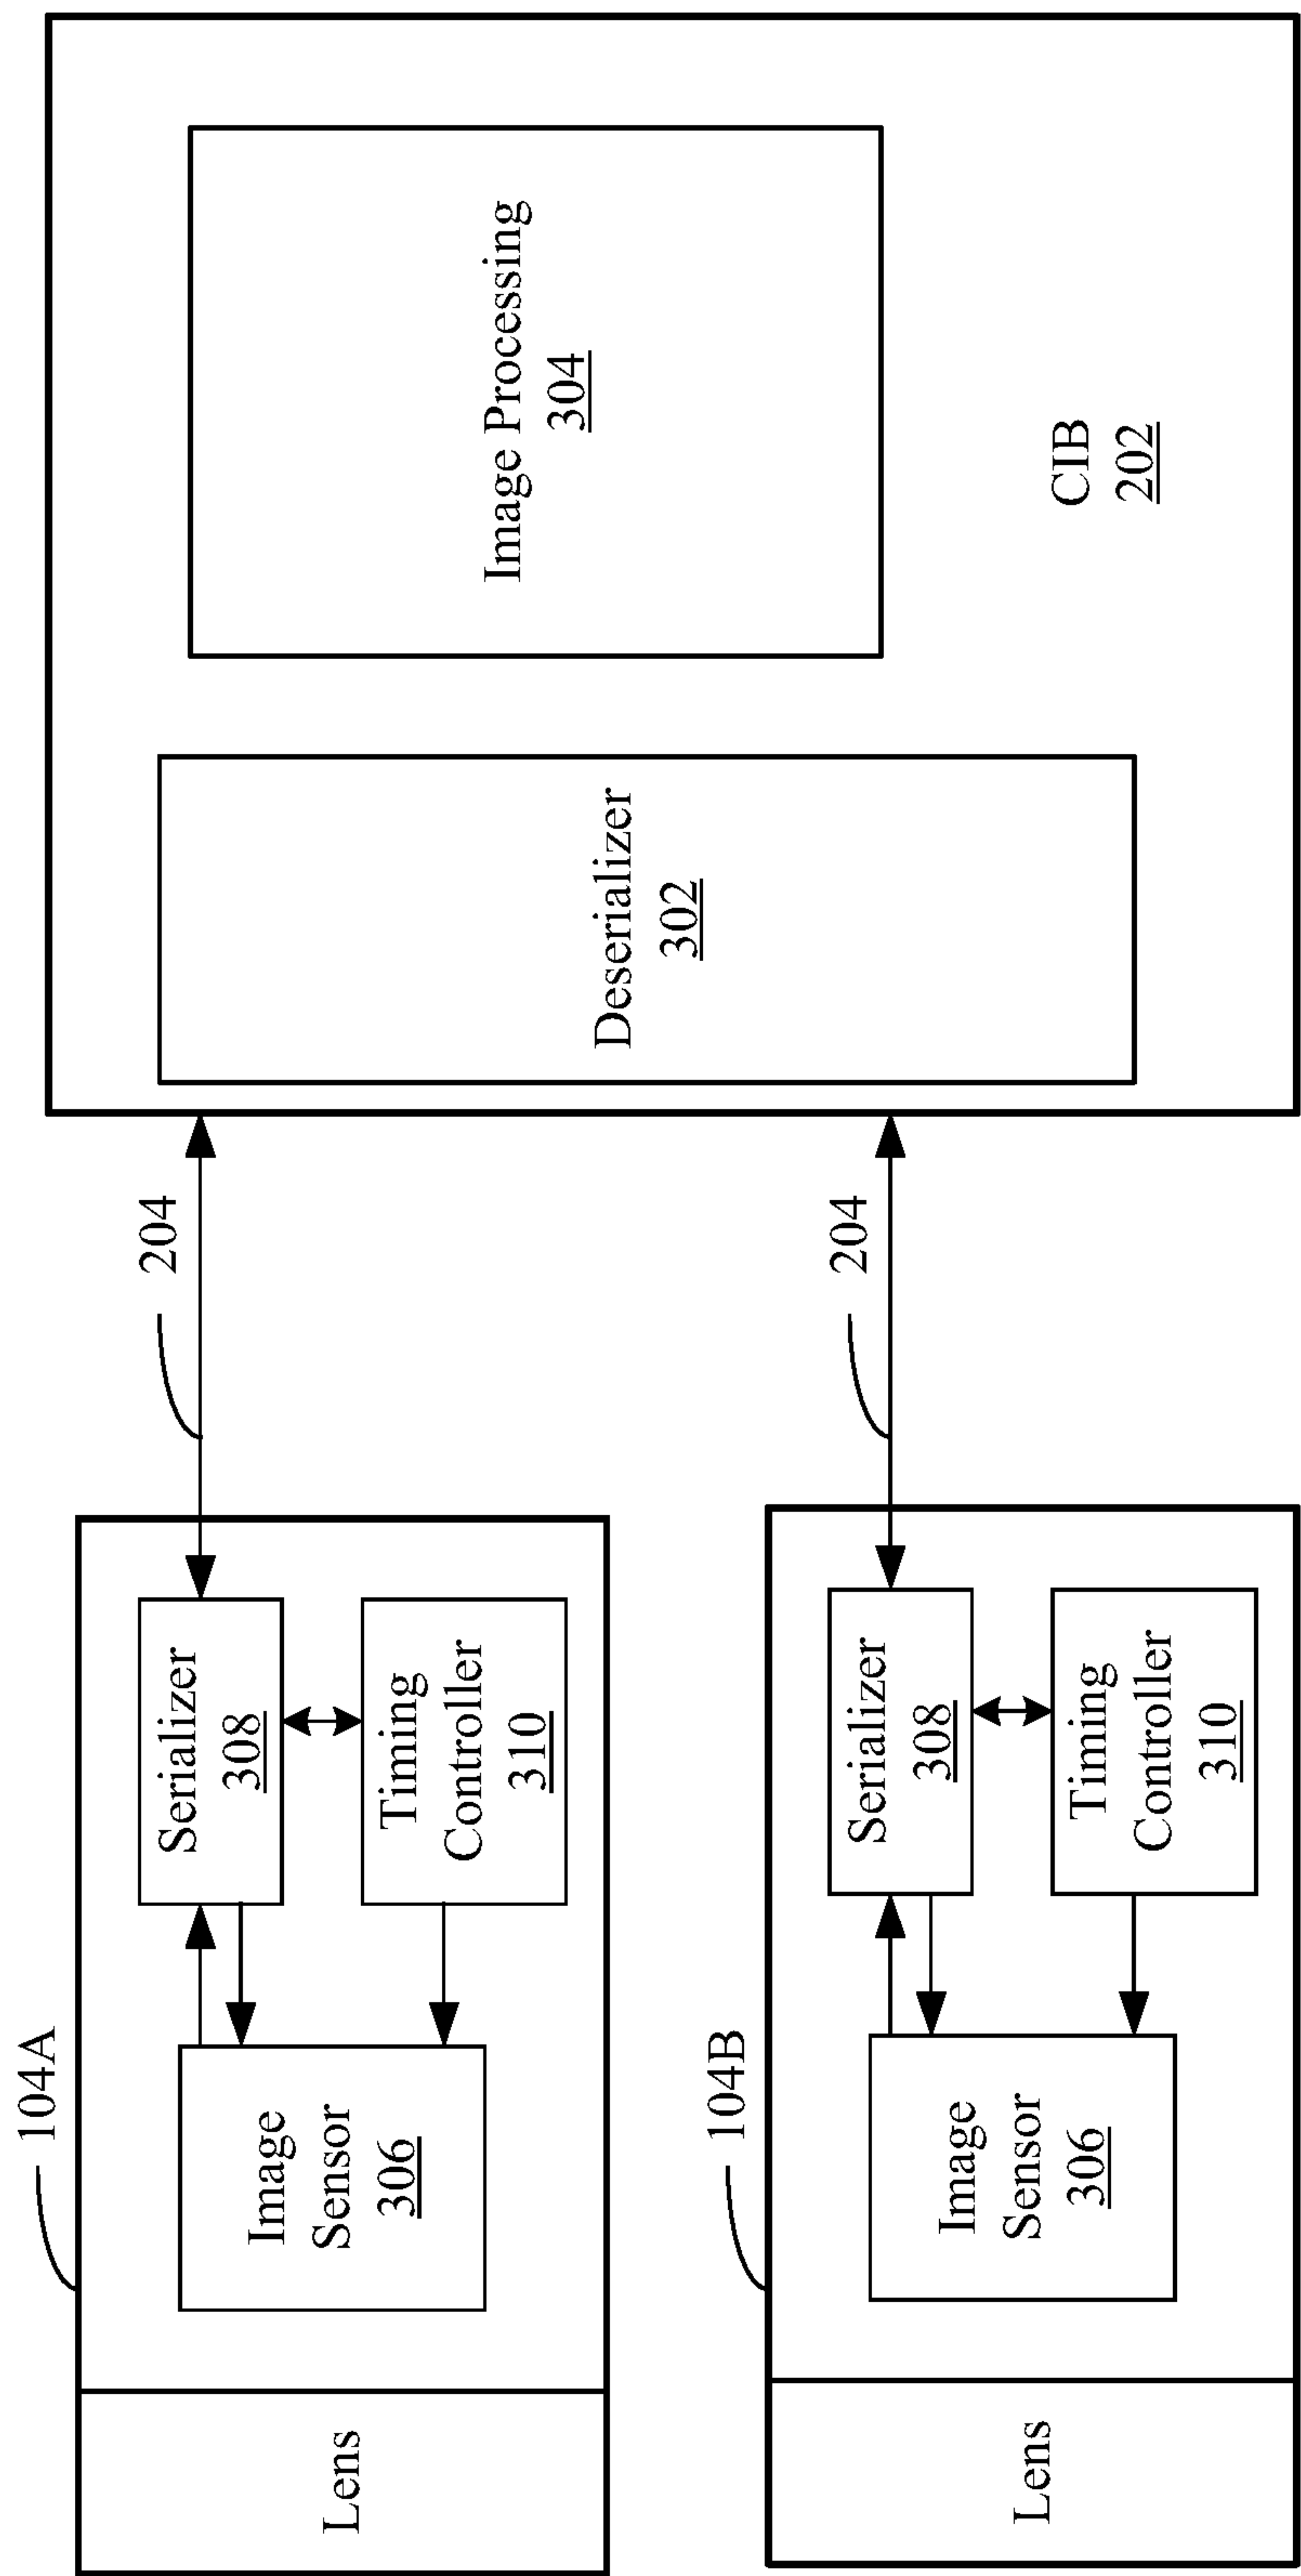 104A
Lens
Image
Sensor
306
Serializer
308
Timing
Controller
310
204
104B
Lens
Image
Sensor
306
Serializer
308
Timing
Controller
310
204
Deserializer
302
Image Processing
304
CIB
202